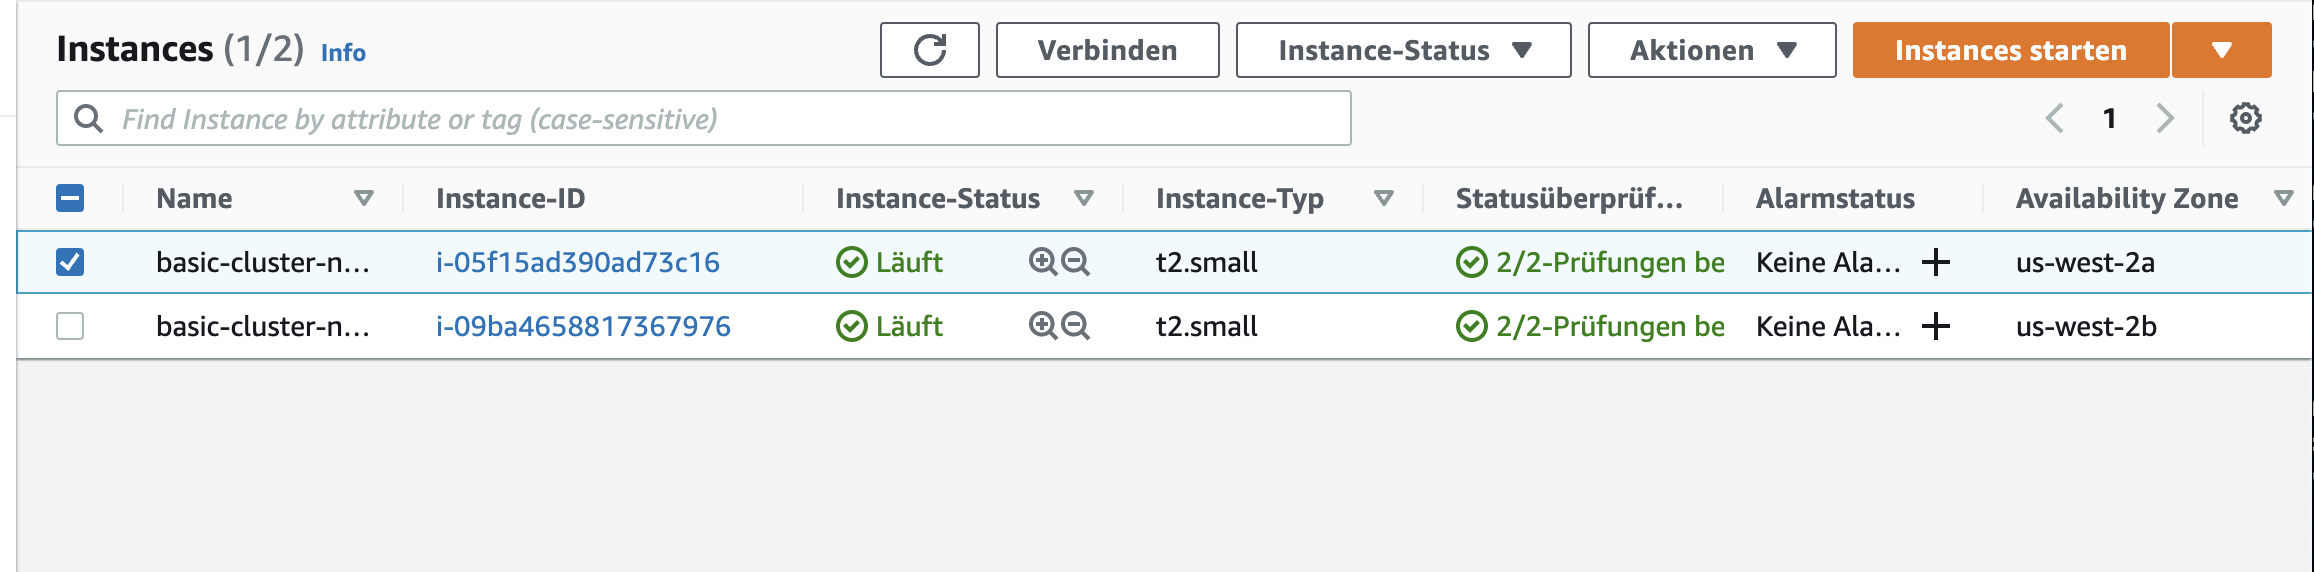 Instances (1/2) Info Verbinden Instance-Status Aktionen Instances starten
Find Instance by attribute or tag (case-sensitive) 1
Name Instance-ID Instance-Status Instance-Typ Statusüberprüf... Alarmstatus Availability Zone
basic-cluster-n... i-05f15ad390ad73c16 Läuft t2.small 2/2-Prüfungen be Keine Ala... us-west-2a
basic-cluster-n... i-09ba4658817367976 Läuft t2.small 2/2-Prüfungen be Keine Ala... us-west-2b